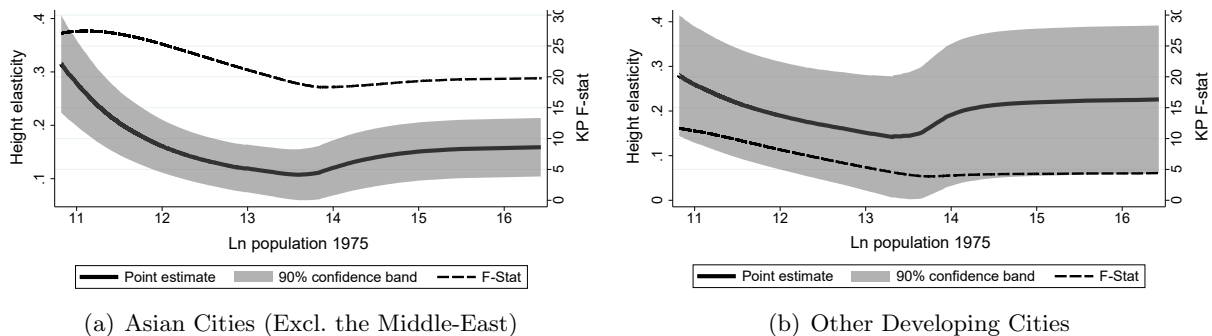 Height elasticity
.1 .2 .3 .4
0 5 10 15 20 25 30
KP F-stat
11 12 13 14 15 16
Ln population 1975
Point estimate 90% confidence band F-Stat
(a) Asian Cities (Excl. the Middle-East)
Height elasticity
0 .1 .2 .3 .4
0 5 10 15 20 25 30
KP F-stat
11 12 13 14 15 16
Ln population 1975
Point estimate 90% confidence band F-Stat
(b) Other Developing Cities